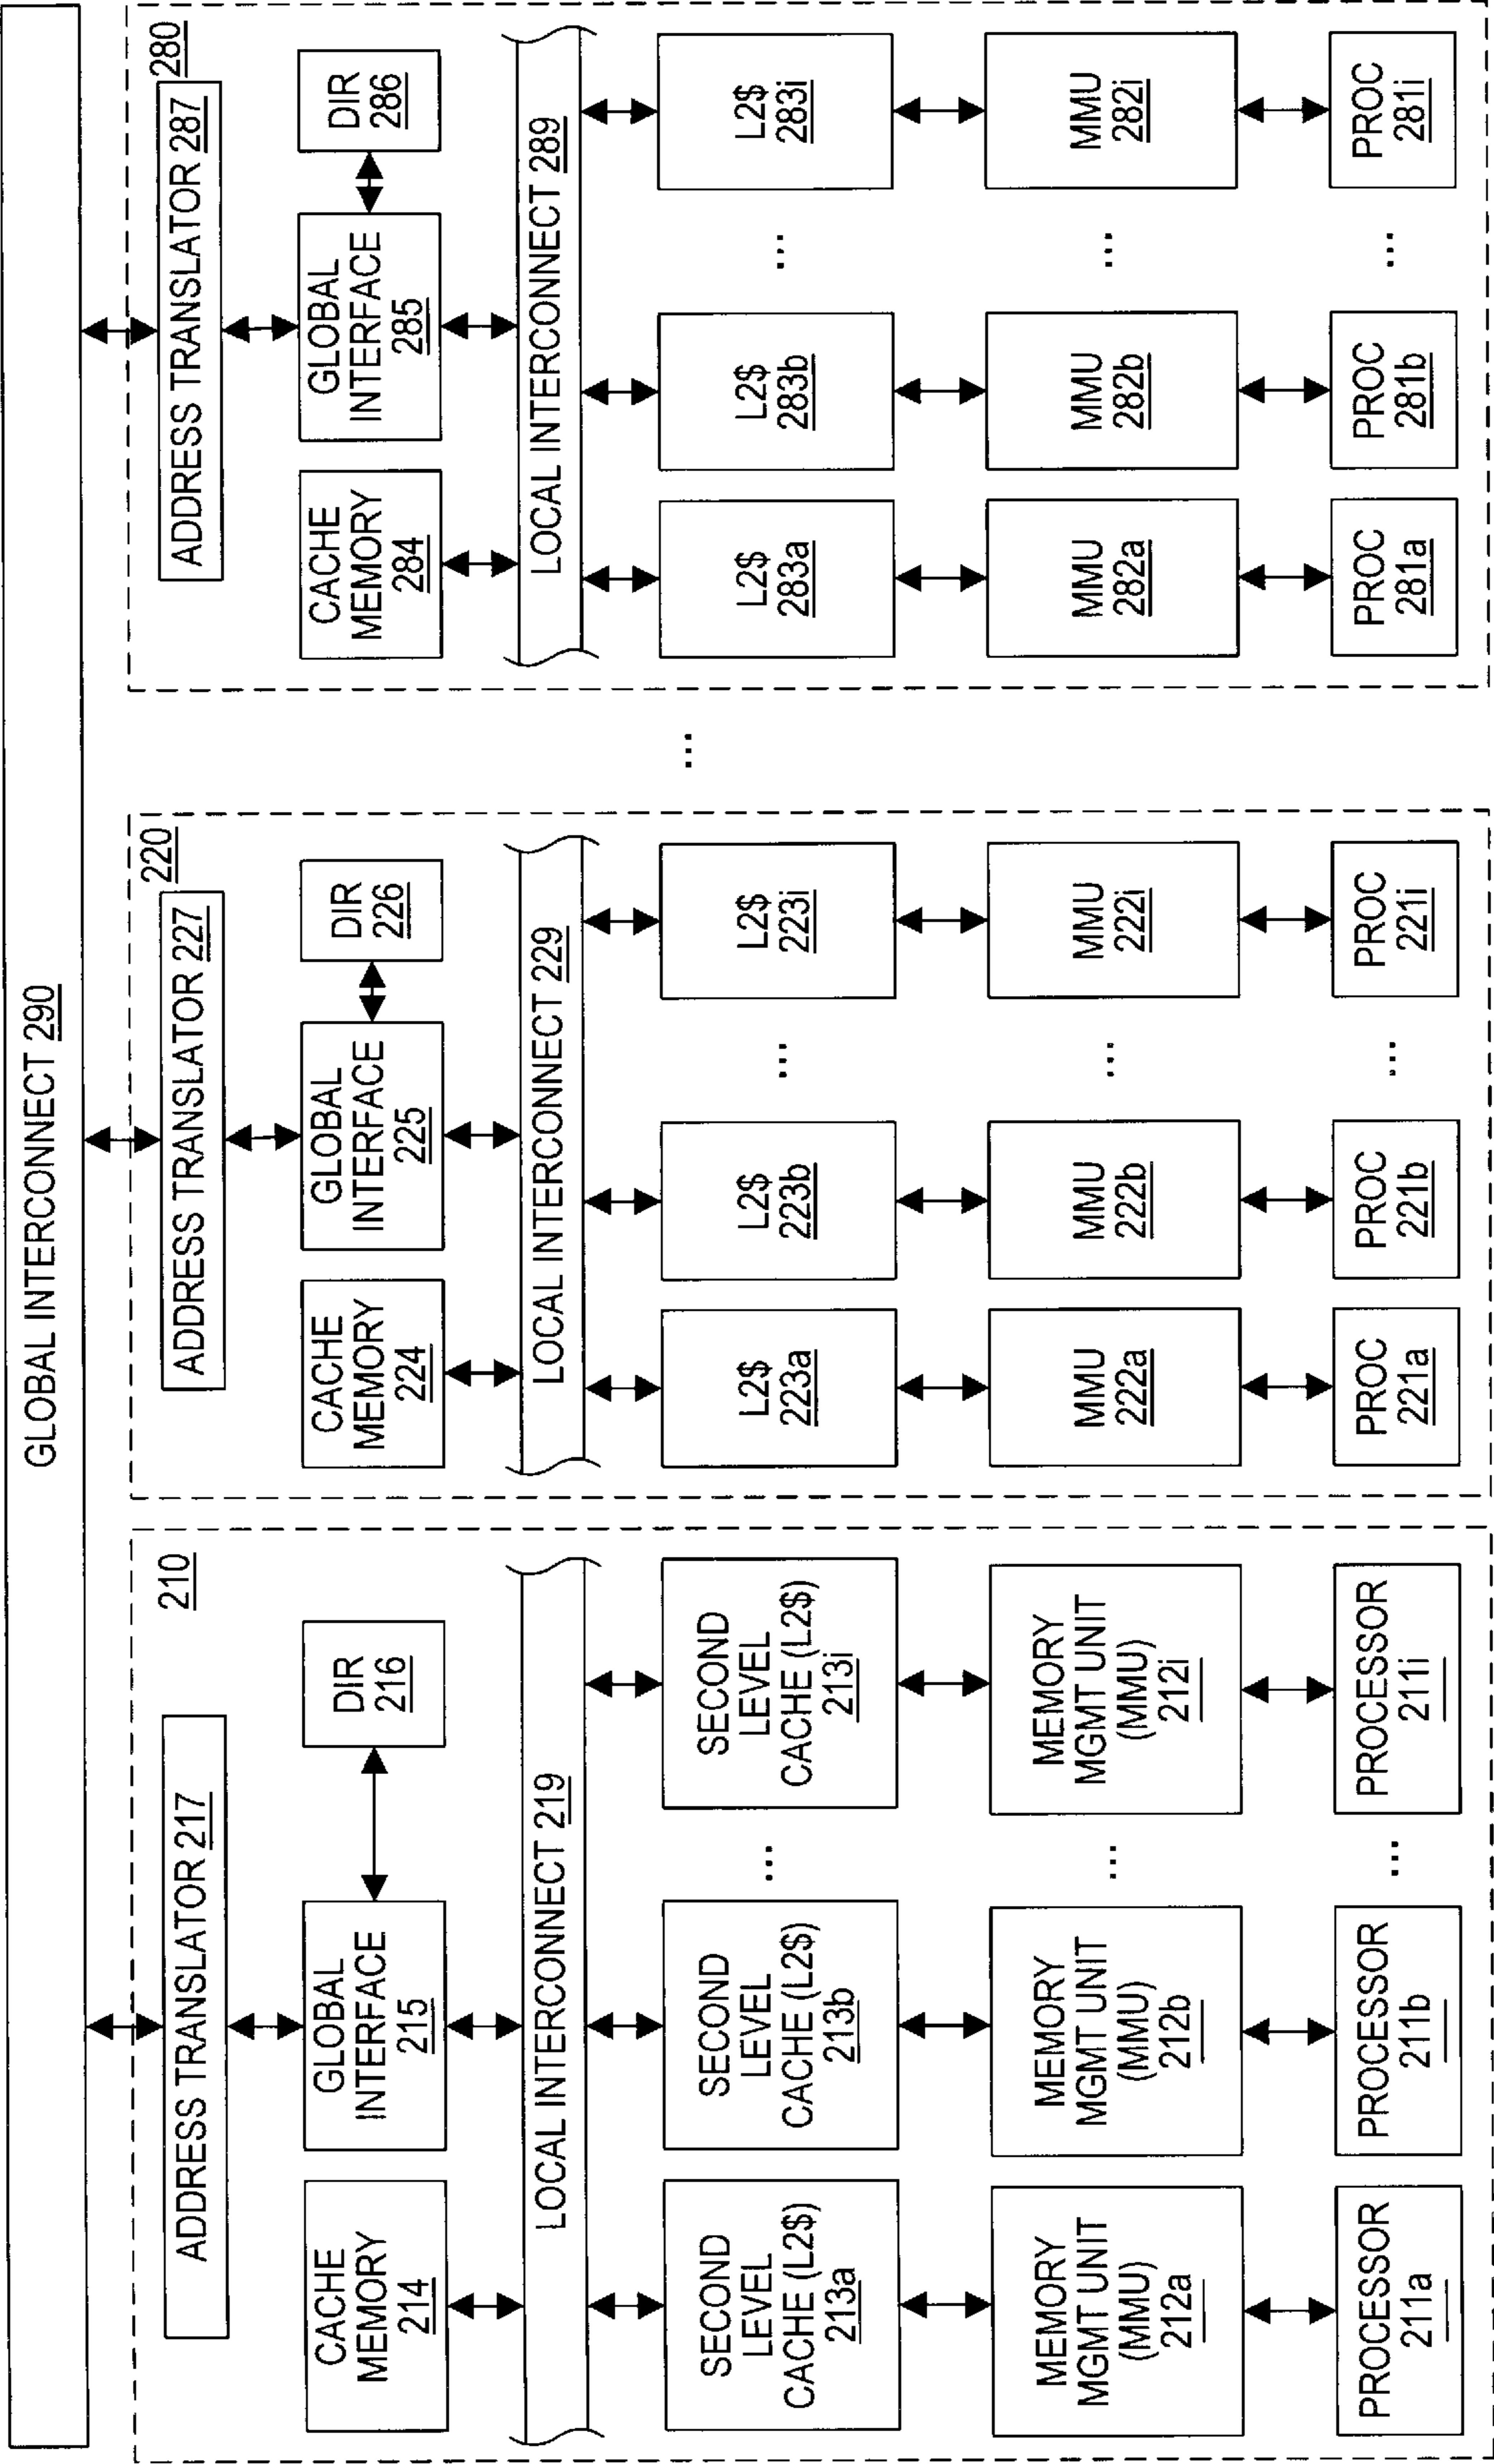 GLOBAL INTERCONNECT 290
210
ADDRESS TRANSLATOR 217
CACHE
MEMORY
214
GLOBAL
INTERFACE
215
DIR
216
LOCAL INTERCONNECT 219
SECOND
LEVEL
CACHE (L2$)
213a
SECOND
LEVEL
CACHE (L2$)
213b
...
SECOND
LEVEL
CACHE (L2$)
213i
MEMORY
MGMT UNIT
(MMU)
212a
MEMORY
MGMT UNIT
(MMU)
212b
...
MEMORY
MGMT UNIT
(MMU)
212i
PROCESSOR
211a
PROCESSOR
211b
...
PROCESSOR
211i
220
ADDRESS TRANSLATOR 227
CACHE
MEMORY
224
GLOBAL
INTERFACE
225
DIR
226
LOCAL INTERCONNECT 229
L2$
223a
L2$
223b
...
L2$
223i
MMU
222a
MMU
222b
...
MMU
222i
PROC
221a
PROC
221b
...
PROC
221i
...
280
ADDRESS TRANSLATOR 287
CACHE
MEMORY
284
GLOBAL
INTERFACE
285
DIR
286
LOCAL INTERCONNECT 289
L2$
283a
L2$
283b
...
L2$
283i
MMU
282a
MMU
282b
...
MMU
282i
PROC
281a
PROC
281b
...
PROC
281i